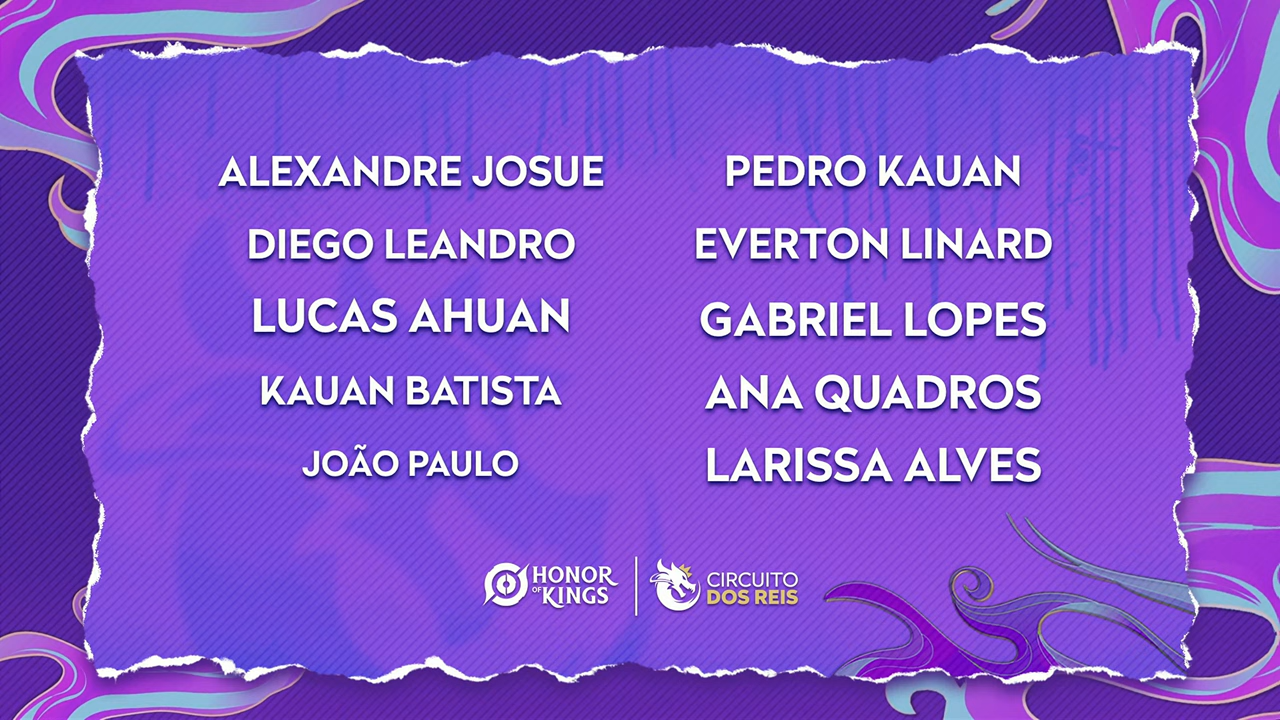 ALEXANDRE JOSUE
DIEGO LEANDRO
LUCAS AHUAN
KAUAN BATISTA
JOÃO PAULO
PEDRO KAUAN
EVERTON LINARD
GABRIEL LOPES
ANA QUADROS
LARISSA ALVES
HONOR
OF KINGS
CIRCUITO
DOS REIS